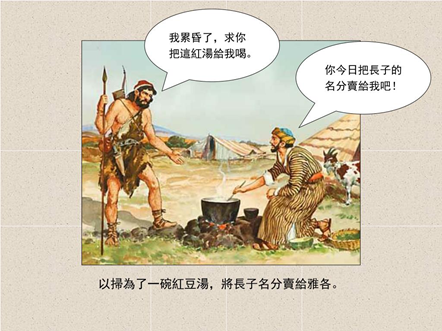 我累昏了，求你
把這紅湯給我喝。
你今日把長子的
名分賣給我吧！
以掃為了一碗紅豆湯，將長子名分賣給雅各。